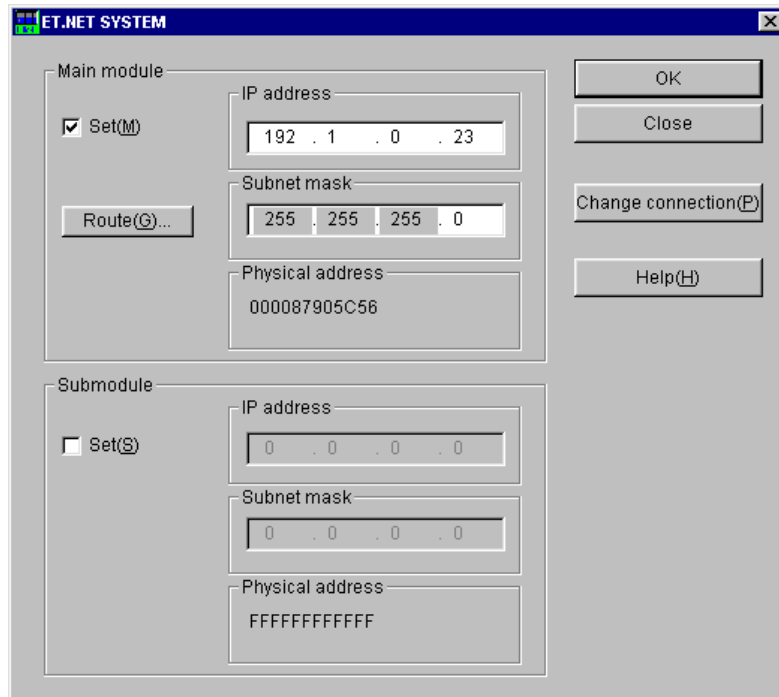 ET.NET SYSTEM
Main module
Set(M)
IP address
192 . 1 . 0 . 23
Route(G)...
Subnet mask
255 . 255 . 255 . 0
Physical address
000087905C56
OK
Close
Change connection(P)
Help(H)
Submodule
Set(S)
IP address
0 . 0 . 0 . 0
Subnet mask
0 . 0 . 0 . 0
Physical address
FFFFFFFFFFFF